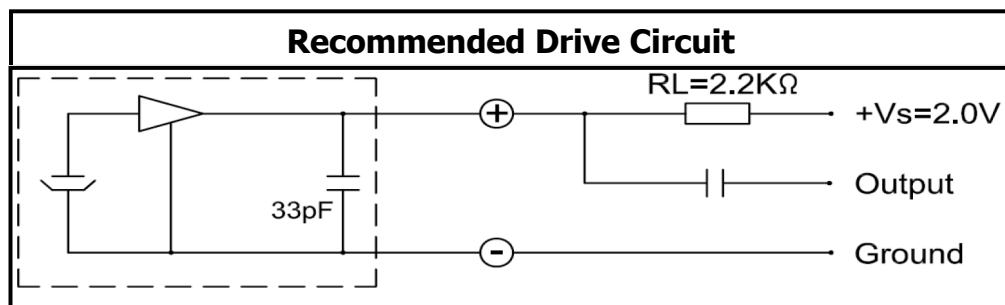 Recommended Drive Circuit
RL=2.2KΩ
+
+Vs=2.0V
Output
33pF
-
Ground